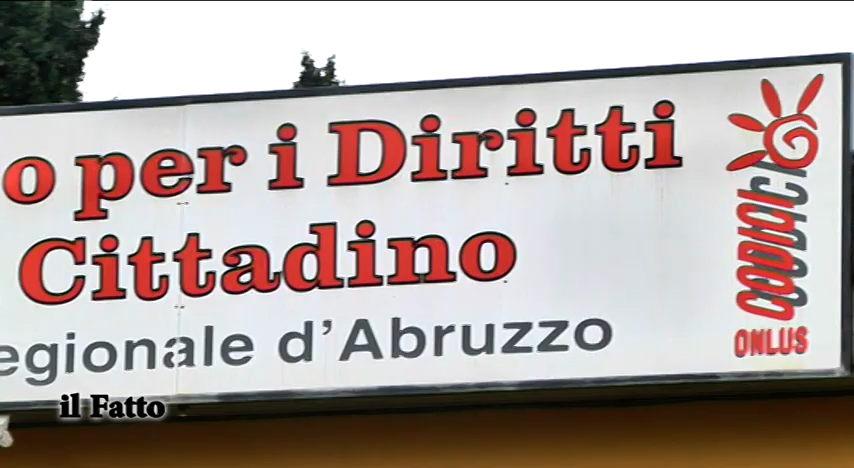 o per i Diritti
Cittadino
egionale d'Abruzzo
CODICI
ONLUS
il Fatto